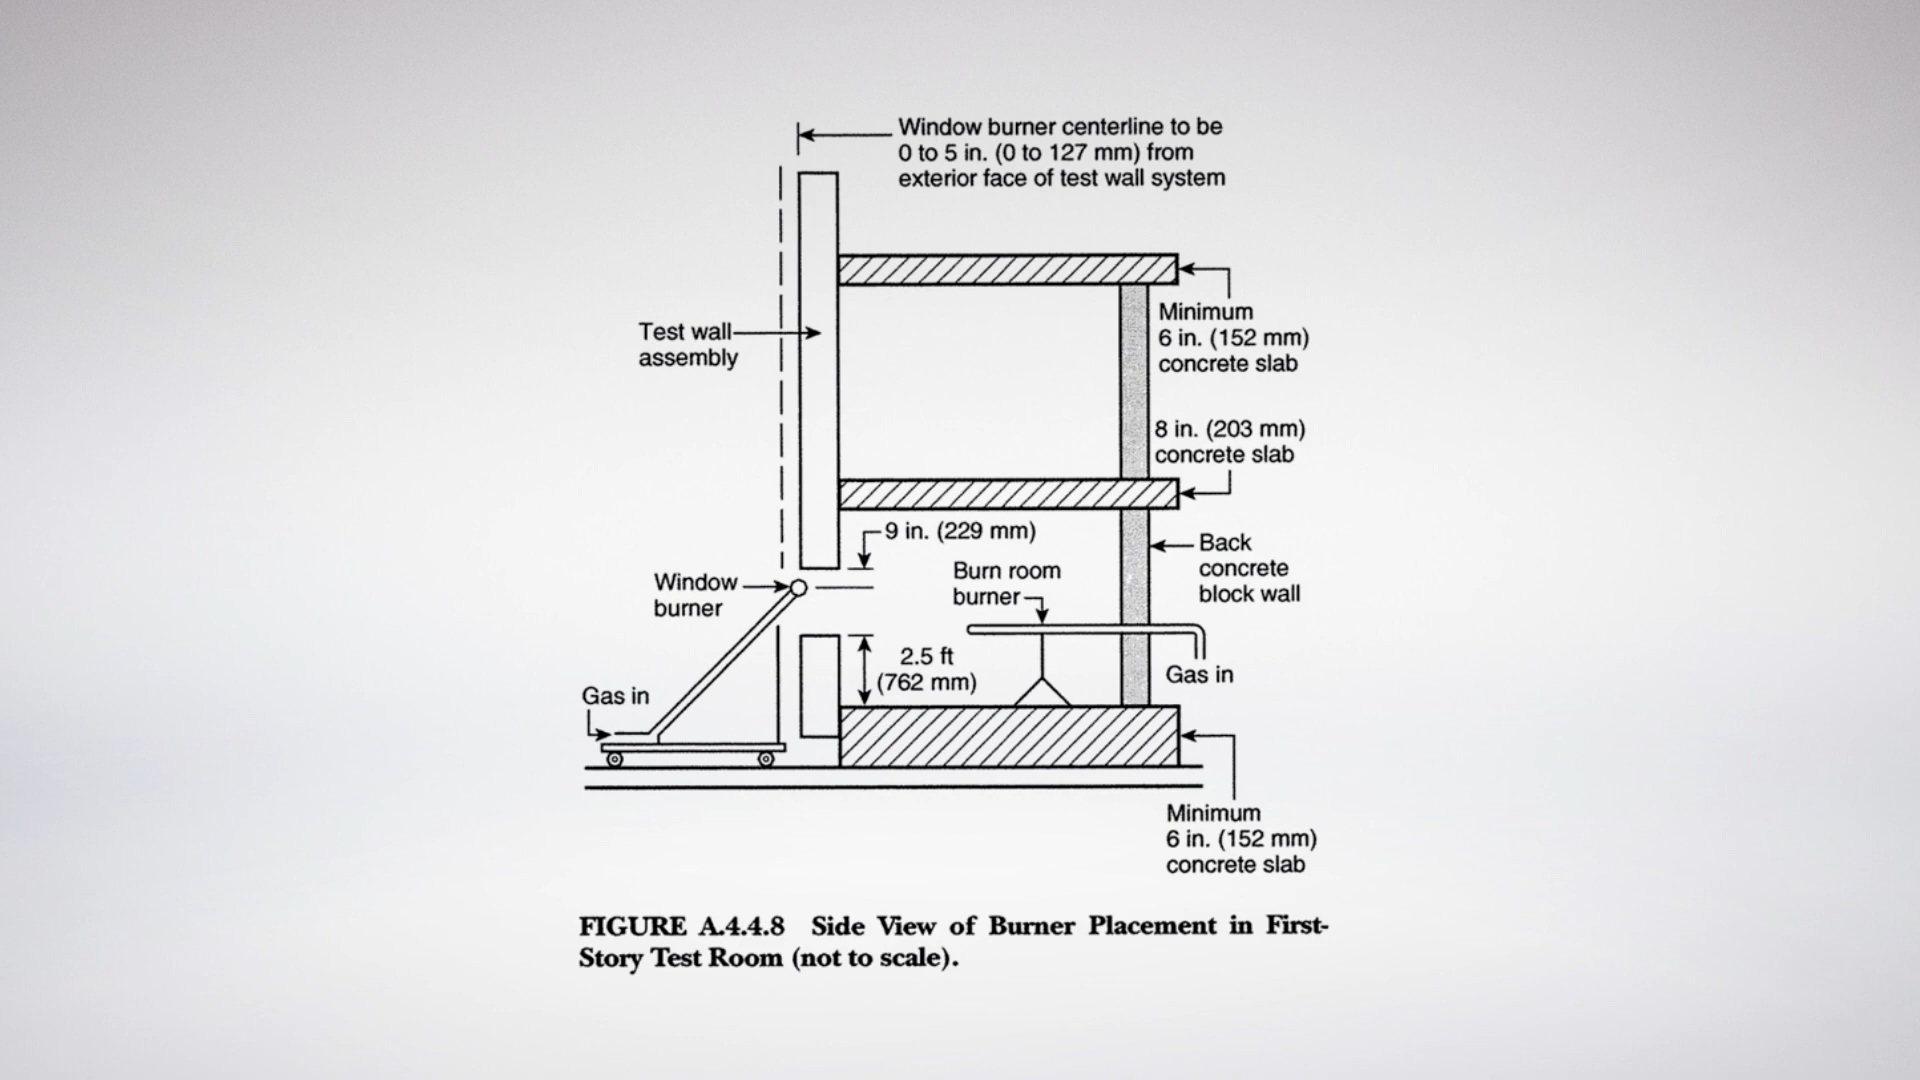 Window burner centerline to be
0 to 5 in. (0 to 127 mm) from
exterior face of test wall system
Test wall
assembly
Minimum
6 in. (152 mm)
concrete slab
8 in. (203 mm)
concrete slab
9 in. (229 mm)
Back
concrete
block wall
Burn room
burner
Window
burner
2.5 ft
(762 mm)
Gas in
Gas in
Minimum
6 in. (152 mm)
concrete slab
FIGURE A.4.4.8 Side View of Burner Placement in First-
Story Test Room (not to scale).